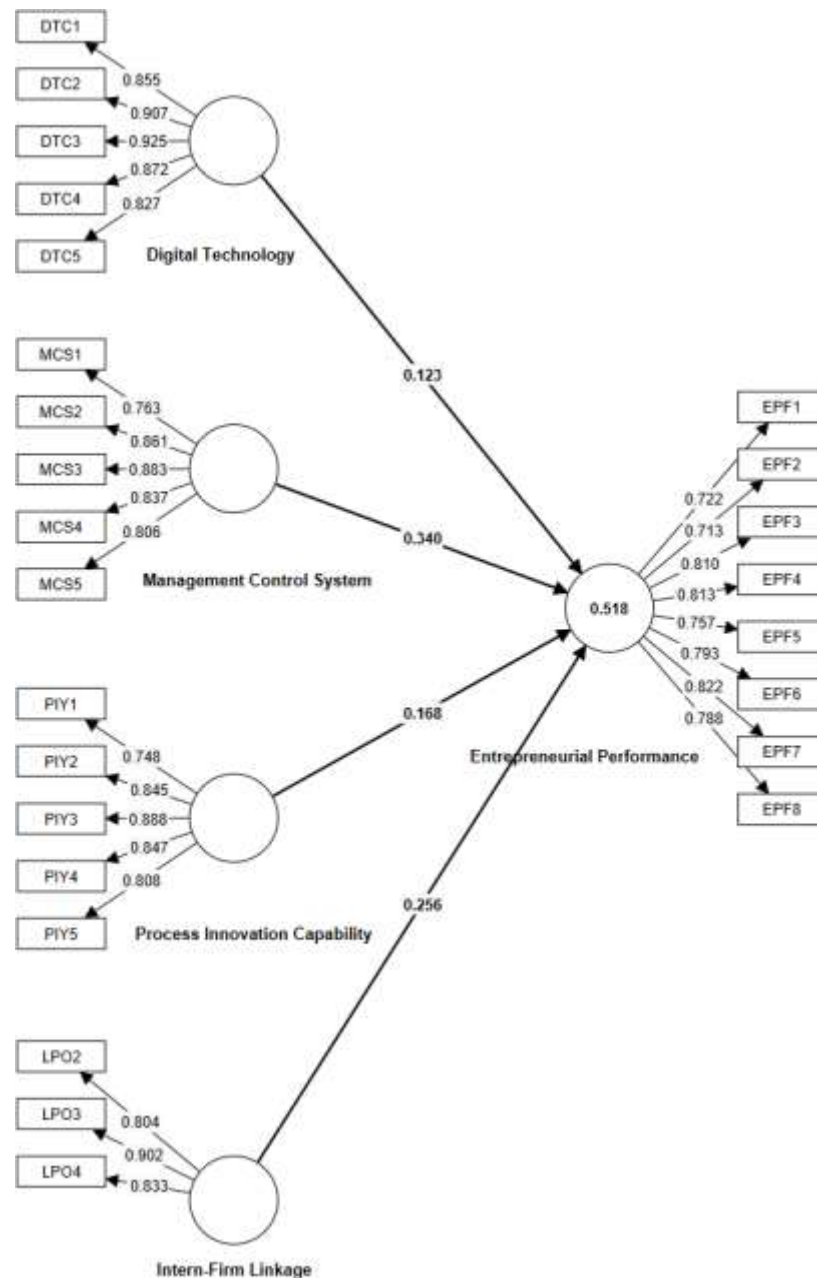 DTC1
0.855
DTC2
0.907
DTC3
0.925
DTC4
0.872
0.827
DTC5
Digital Technology
MCS1
0.763
MCS2
0.861
MCS3
0.883
MCS4
0.837
0.806
MCS5
Management Control System
PIY1
0.748
PIY2
0.845
PIY3
0.888
PIY4
0.847
0.808
PIY5
Process Innovation Capability
LPO2
0.804
LPO3
0.902
LPO4
0.833
Intern-Firm Linkage
0.123
0.340
0.168
0.256
0.518
Entrepreneurial Performance
EPF1
0.722
EPF2
0.713
EPF3
0.810
EPF4
0.813
EPF5
0.757
0.793
EPF6
0.822
0.788
EPF7
EPF8